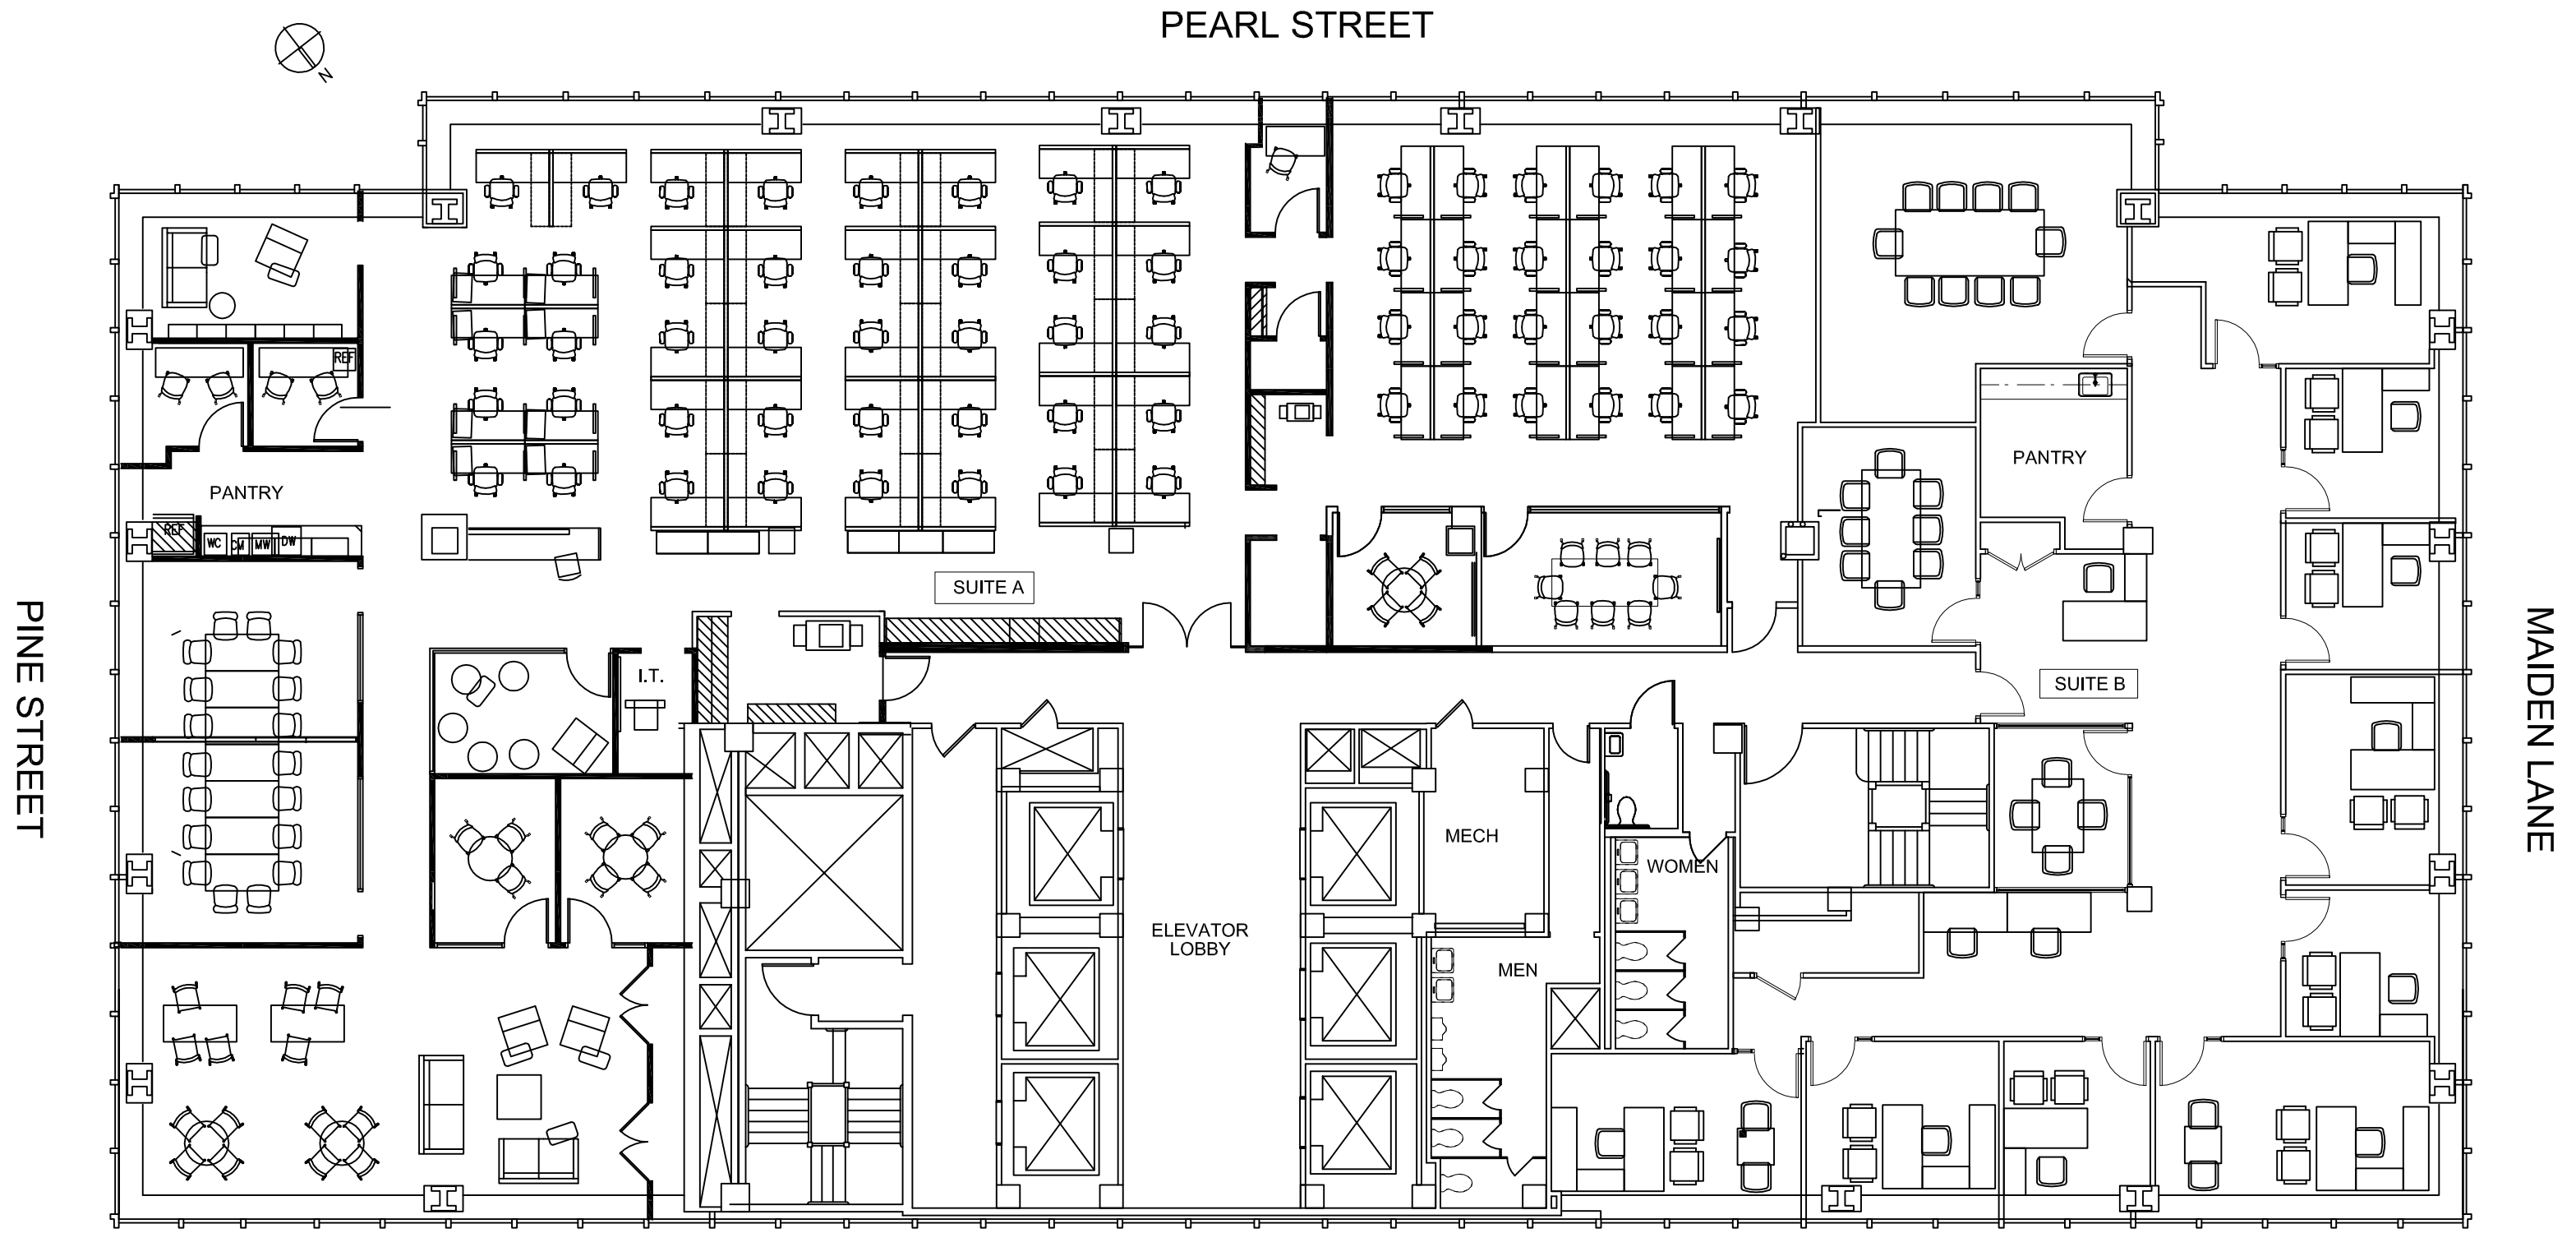 PEARL STREET
N
REF
PANTRY
PANTRY
REF
WC
CM
MW
DW
SUITE A
PINE STREET
MAIDEN LANE
I.T.
SUITE B
MECH
WOMEN
ELEVATOR
LOBBY
MEN